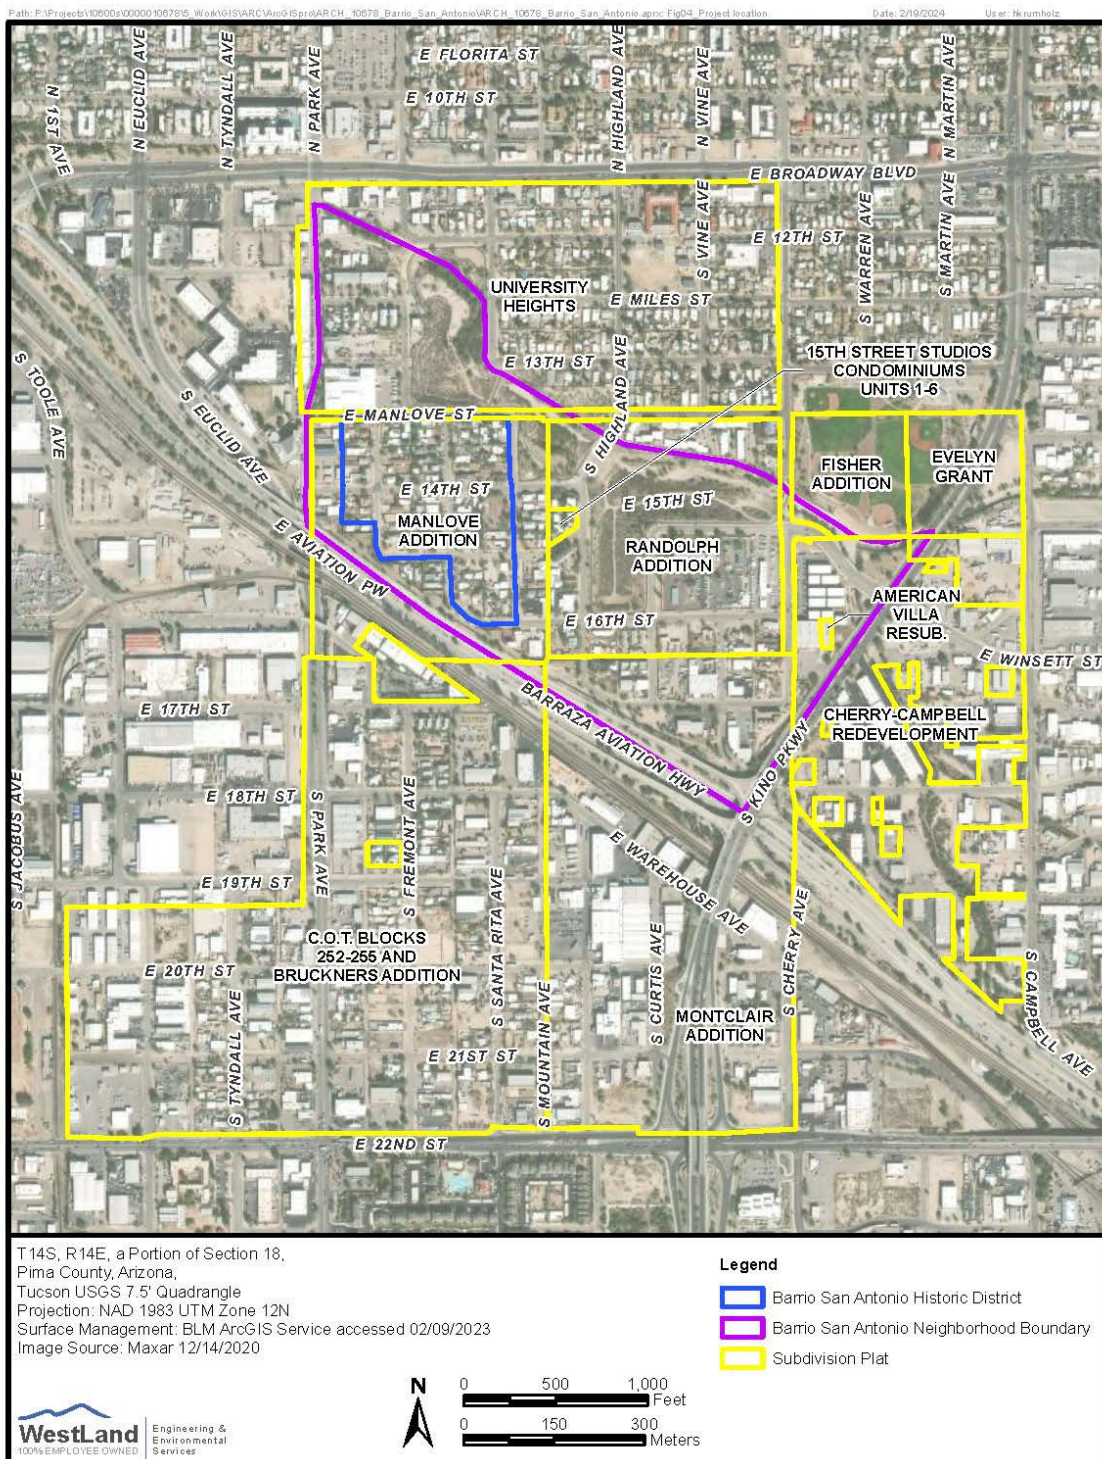 Path: P:\Projects\10600s\0000010678\5_Work\GIS\ARC\ArcGISpro\ARCH_10678_Barrio_San_Antonio\ARCH_10678_Barrio_San_Antonio.aprx; Fig04_Project location
Date: 2/19/2024
User: hkrumholz
E FLORITA ST
E 10TH ST
N 1ST AVE
N EUCLID AVE
N TYNDALL AVE
N PARK AVE
N HIGHLAND AVE
N VINE AVE
N MARTIN AVE
E BROADWAY BLVD
S VINE AVE
S WARREN AVE
S MARTIN AVE
E 12TH ST
UNIVERSITY
HEIGHTS
E MILES ST
E 13TH ST
15TH STREET STUDIOS
CONDOMINIUMS
UNITS 1-6
S TOOLE AVE
S EUCLID AVE
E MANLOVE ST
S HIGHLAND AVE
FISHER
ADDITION
EVELYN
GRANT
E 14TH ST
E 15TH ST
MANLOVE
ADDITION
E AVIATION PW
RANDOLPH
ADDITION
E 16TH ST
AMERICAN
VILLA
RESUB.
E WINSETT ST
E 17TH ST
BARRAZA AVIATION HWY
CHERRY-CAMPBELL
REDEVELOPMENT
S KINO PKWY
S JACOBUS AVE
E 18TH ST
S PARK AVE
S FREMONT AVE
E WAREHOUSE AVE
E 19TH ST
S SANTA RITA AVE
C.O.T. BLOCKS
252-255 AND
BRUCKNERS ADDITION
E 20TH ST
S TYNDALL AVE
S MOUNTAIN AVE
S CURTIS AVE
S CHERRY AVE
S CAMPBELL AVE
MONTCLAIR
ADDITION
E 21ST ST
E 22ND ST
T14S, R14E, a Portion of Section 18,
Pima County, Arizona,
Tucson USGS 7.5' Quadrangle
Projection: NAD 1983 UTM Zone 12N
Surface Management: BLM ArcGIS Service accessed 02/09/2023
Image Source: Maxar 12/14/2020
Legend
Barrio San Antonio Historic District
Barrio San Antonio Neighborhood Boundary
Subdivision Plat
N
0 500 1,000
Feet
0 150 300
Meters
WestLand
100% EMPLOYEE OWNED
Engineering &
Environmental
Services